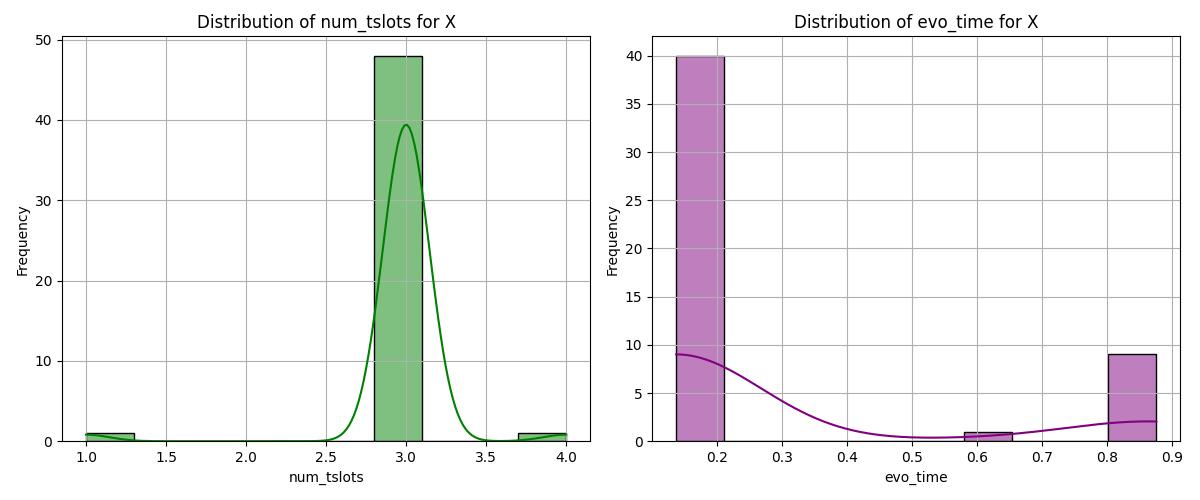 Distribution of num_tslots for X
50
40
30
20
10
0
Frequency
1.0 1.5 2.0 2.5 3.0 3.5 4.0
num_tslots
Distribution of evo_time for X
40
35
30
25
20
15
10
5
0
Frequency
0.2 0.3 0.4 0.5 0.6 0.7 0.8 0.9
evo_time